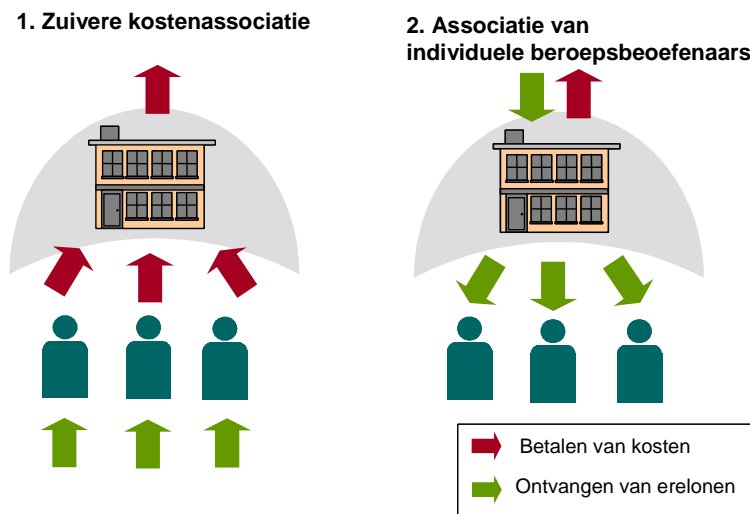 1. Zuivere kostenassociatie
2. Associatie van
individuele beroepsbeoefenaars
Betalen van kosten
Ontvangen van erelonen